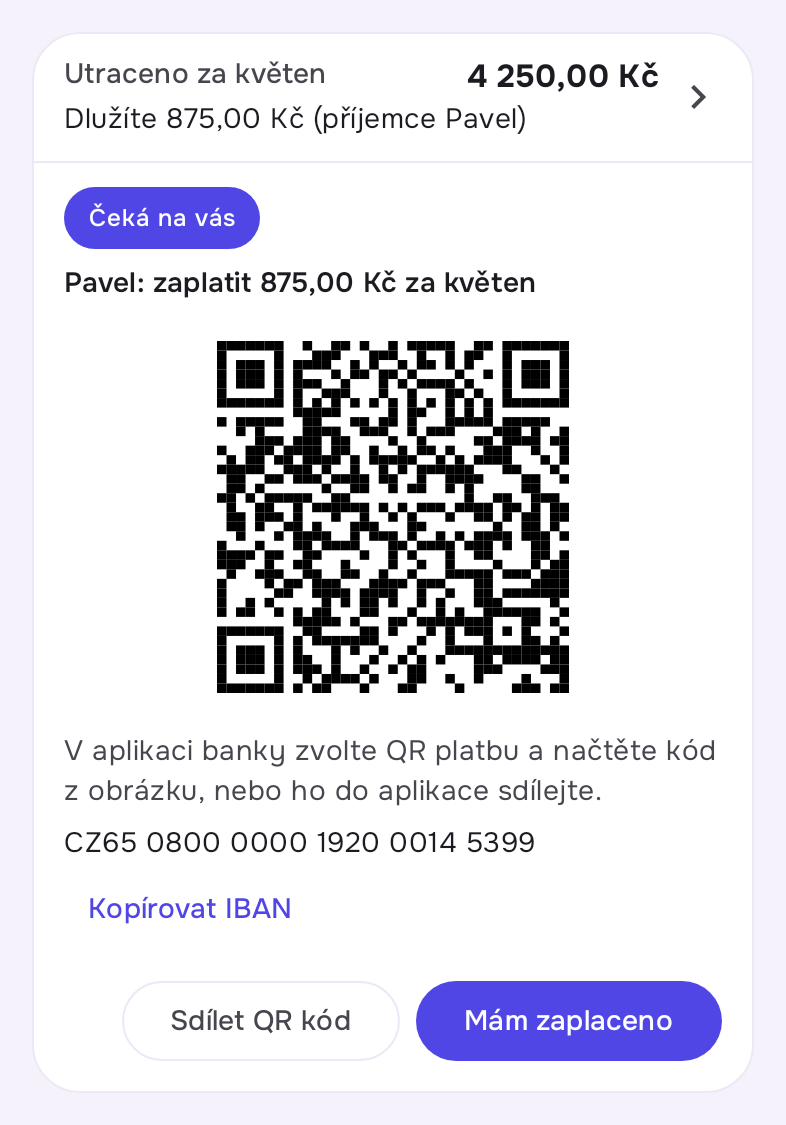 Utraceno za květen
4 250,00 Kč
Dlužíte 875,00 Kč (příjemce Pavel)
Čeká na vás
Pavel: zaplatit 875,00 Kč za květen
V aplikaci banky zvolte QR platbu a načtěte kód
z obrázku, nebo ho do aplikace sdílejte.
CZ65 0800 0000 1920 0014 5399
Kopírovat IBAN
Sdílet QR kód
Mám zaplaceno